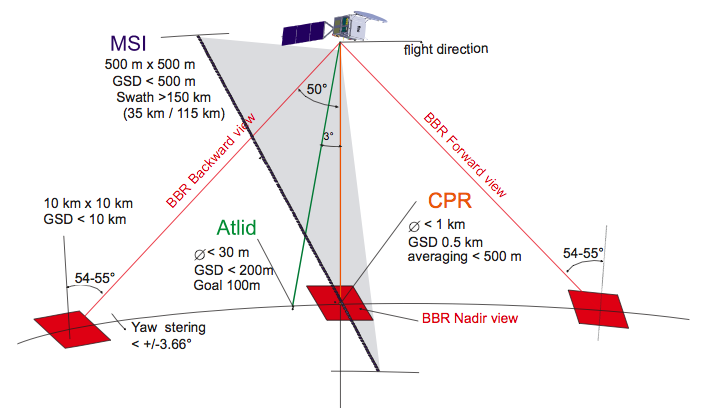 MSI
500 m x 500 m
GSD < 500 m
Swath >150 km
(35 km / 115 km)
flight direction
50°
3°
BBR Backward view
BBR Forward view
10 km x 10 km
GSD < 10 km
CPR
Ø < 1 km
GSD 0.5 km
averaging < 500 m
Atlid
Ø < 30 m
GSD < 200m
Goal 100m
54-55°
54-55°
BBR Nadir view
Yaw stering
< +/-3.66°